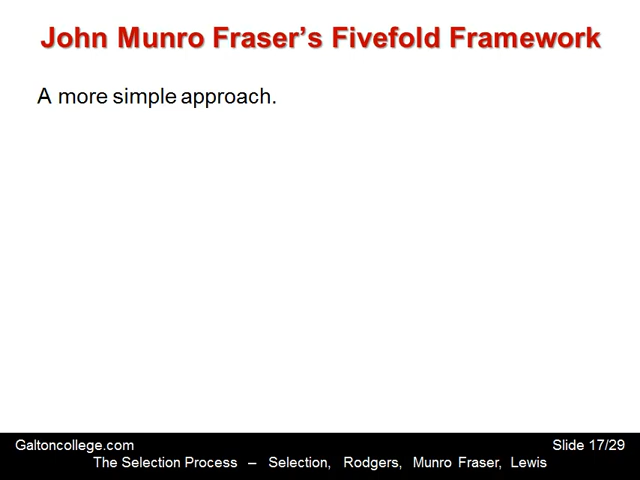 John Munro Fraser’s Fivefold Framework
A more simple approach.
Galtoncollege.com Slide 17/29
The Selection Process – Selection, Rodgers, Munro Fraser, Lewis